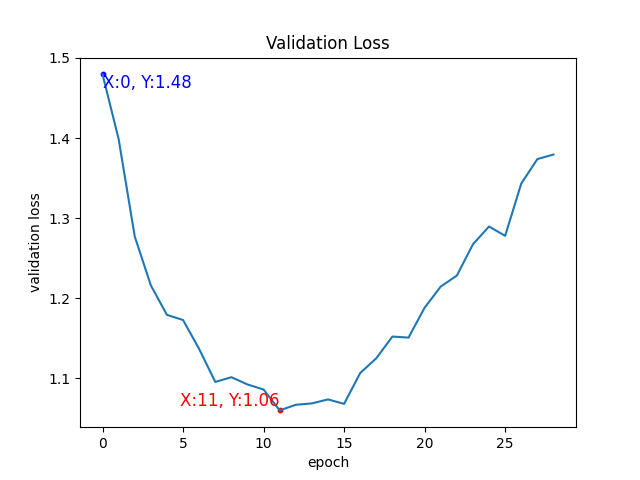 Validation Loss
1.5
X:0, Y:1.48
1.4
1.3
validation loss
1.2
1.1
X:11, Y:1.06
0 5 10 15 20 25
epoch